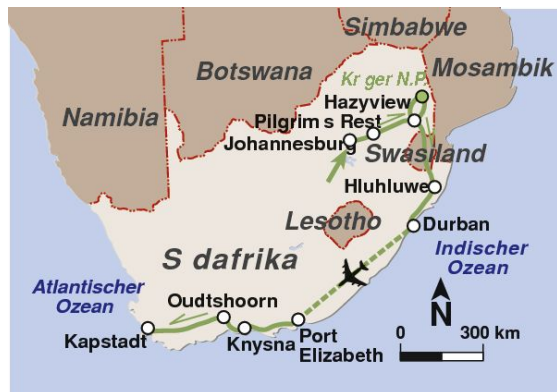 Simbabwe
Botswana
Mosambik
Kr ger N.P.
Namibia
Hazyview
Pilgrim s Rest
Johannesburg
Swasiland
Hluhluwe
Lesotho
Durban
S dafrika
Indischer
Ozean
Atlantischer
Ozean
Oudtshoorn
N
Kapstadt
Knysna
Port
Elizabeth
0 300 km